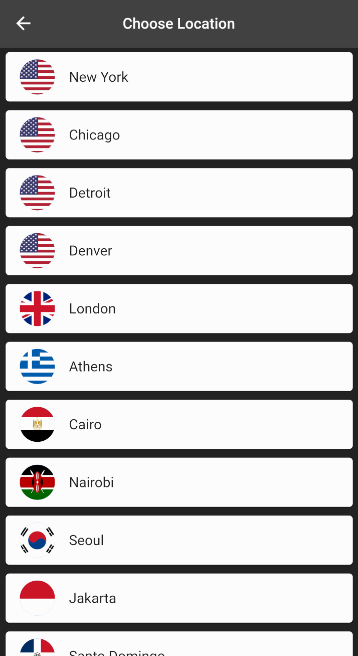 Choose Location
New York
Chicago
Detroit
Denver
London
Athens
Cairo
Nairobi
Seoul
Jakarta
Santo Domingo